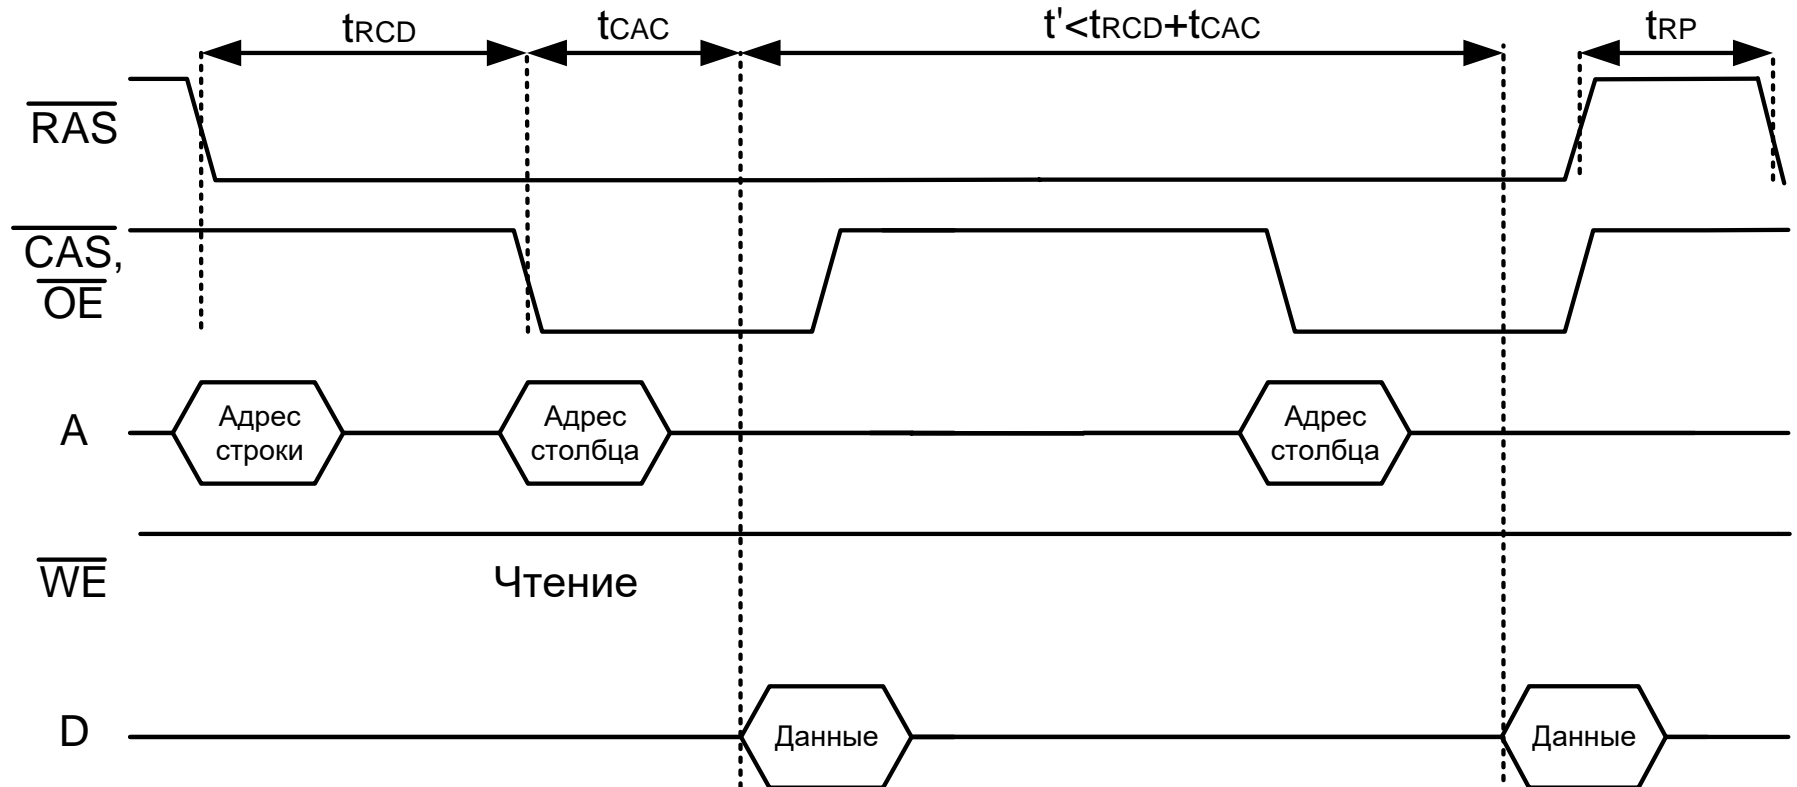 tRCD
tCAC
t'<tRCD+tCAC
tRP
RAS
CAS,
OE
A
Адрес
строки
Адрес
столбца
Адрес
столбца
WE
Чтение
D
Данные
Данные